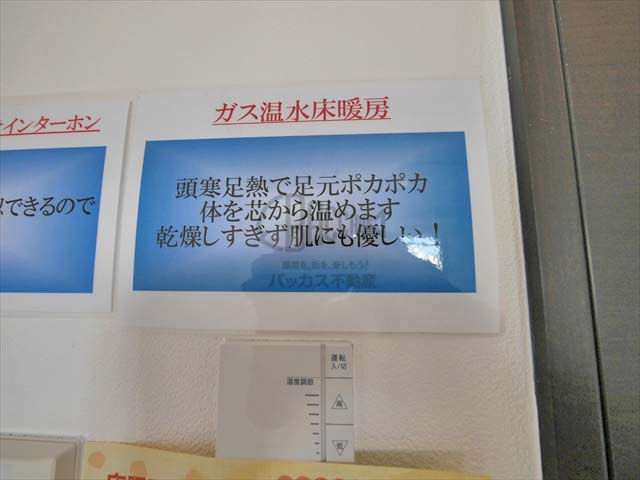 インターホン
できるので
ガス温水床暖房
頭寒足熱で足元ポカポカ
体を芯から温めます
乾燥しすぎず肌にも優しい!
バッカス不動産
運転
入/切
温度調節
高
低